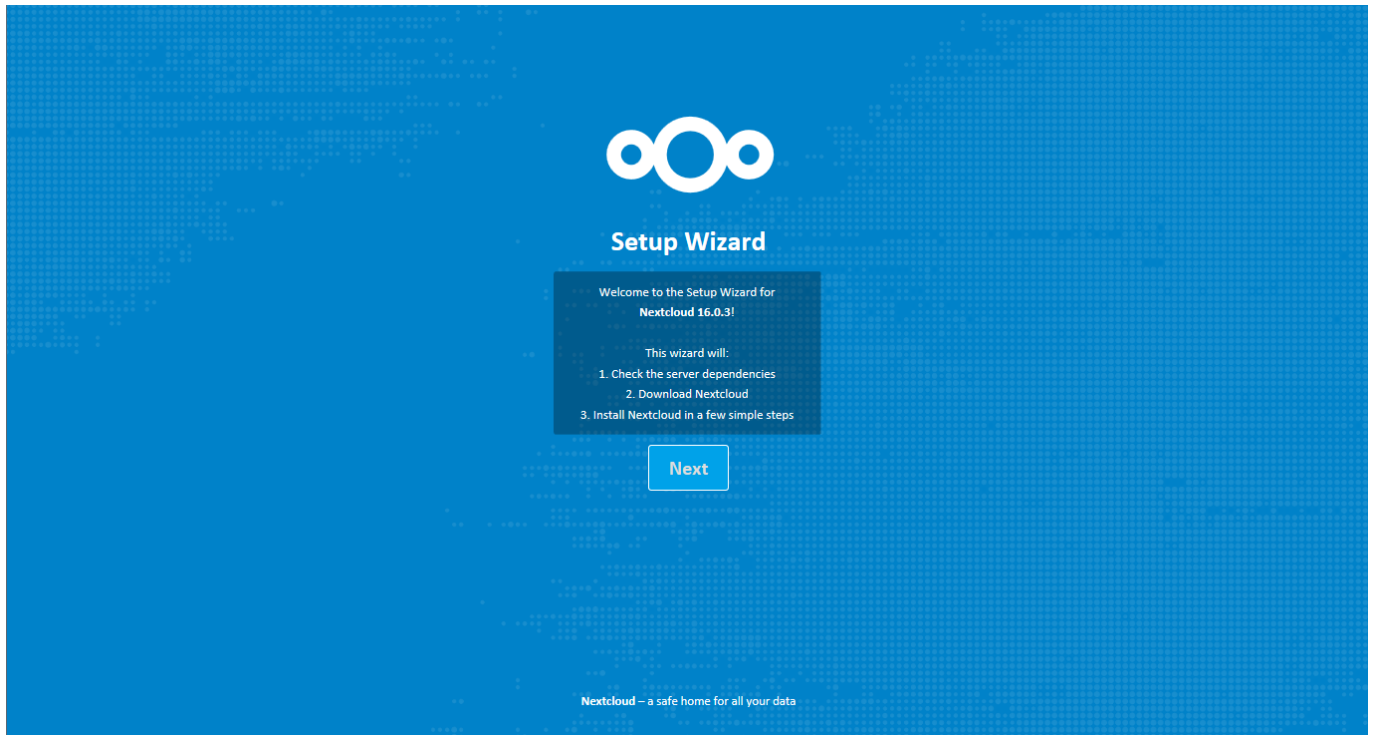 Setup Wizard
Welcome to the Setup Wizard for
Nextcloud 16.0.3!
This wizard will:
1. Check the server dependencies
2. Download Nextcloud
3. Install Nextcloud in a few simple steps
Next
Nextcloud – a safe home for all your data